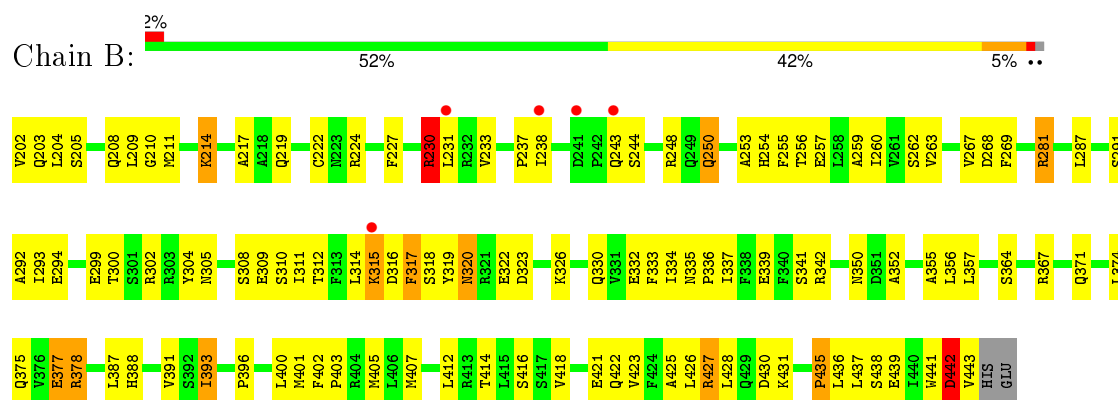 2%
Chain B:
52% 42% 5% ••
V202 Q203 L204 S205 Q208 L209 G210 M211 K214 A217 A218 Q219 C222 N223 R224 F227 R230 L231 R232 V233 P237 I238 D241 P242 Q243 S244 R248 Q249 Q250 A253 H254 F255 T256 E257 L258 A259 I260 V261 S262 V263 V267 D268 F269 R281 L287 S291
A292 I293 E294 E299 T300 S301 R302 R303 Y304 N305 S308 E309 S310 I311 T312 F313 L314 K315 D316 F317 S318 Y319 N320 R321 E322 D323 K326 Q330 V331 E332 F333 I334 N335 P336 I337 F338 E339 F340 S341 R342 N350 D351 A352 A355 L356 L357 S364 R367 Q371 I374
Q375 V376 E377 R378 L387 H388 V391 S392 I393 P396 L400 M401 F402 P403 R404 M405 L406 M407 L412 R413 T414 L415 S416 S417 V418 E421 Q422 V423 F424 A425 L426 R427 L428 Q429 D430 K431 P435 L436 L437 S438 E439 I440 W441 D442 V443 HIS GLU